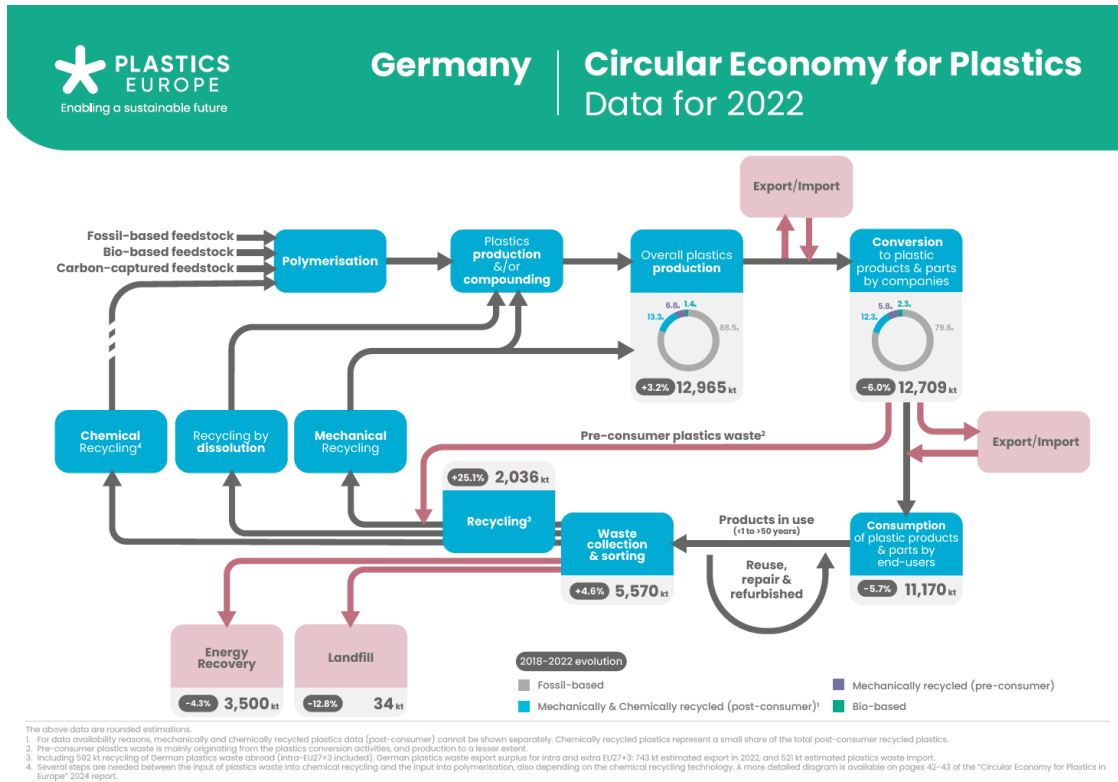 PLASTICS
EUROPE
Enabling a sustainable future
Germany
Circular Economy for Plastics
Data for 2022
Export/Import
Fossil-based feedstock
Bio-based feedstock
Carbon-captured feedstock
Polymerisation
Plastics
production
&/or
compounding
Overall plastics
production
6.8%
1.4%
13.3%
88.5%
+3.2%
12,965 kt
Conversion
to plastic
products & parts
by companies
5.8%
2.3%
12.3%
79.6%
-6.0%
12,709 kt
Chemical
Recycling⁴
Recycling by
dissolution
Mechanical
Recycling
Pre-consumer plastics waste²
Export/Import
+25.1%
2,036 kt
Recycling³
Waste
collection
& sorting
+4.6%
5,570 kt
Products in use
(<1 to >50 years)
Reuse,
repair &
refurbished
Consumption
of plastic products
& parts by
end-users
-5.7%
11,170 kt
Energy
Recovery
-4.3%
3,500 kt
Landfill
-12.8%
34 kt
2018-2022 evolution
Fossil-based
Mechanically & Chemically recycled (post-consumer)¹
Mechanically recycled (pre-consumer)
Bio-based
The above data are rounded estimations.
1. For data availability reasons, mechanically and chemically recycled plastics data (post-consumer) cannot be shown separately. Chemically recycled plastics represent a small share of the total post-consumer recycled plastics.
2. Pre-consumer plastics waste is mainly originating from the plastics conversion activities, and production to a lesser extent.
3. Including 592 kt recycling of German plastics waste abroad (intra-EU27+3 included). German plastics waste export surplus for intra and extra EU27+3: 743 kt estimated export in 2022, and 521 kt estimated plastics waste import.
4. Several steps are needed between the input of plastics waste into chemical recycling and the input into polymerisation, also depending on the chemical recycling technology. A more detailed diagram is available on pages 42-43 of the “Circular Economy for Plastics in
Europe” 2024 report.